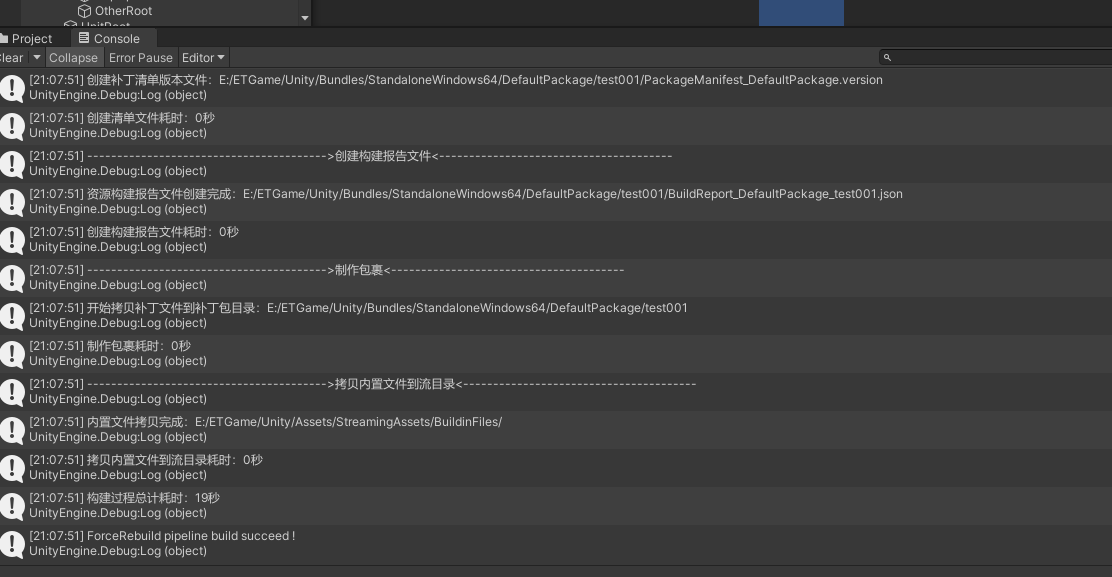 OtherRoot
UnitRoot
Project
Console
Clear
Collapse
Error Pause
Editor
[21:07:51] 创建补丁清单版本文件：E:/ETGame/Unity/Bundles/StandaloneWindows64/DefaultPackage/test001/PackageManifest_DefaultPackage.version
UnityEngine.Debug:Log (object)
[21:07:51] 创建清单文件耗时：0秒
UnityEngine.Debug:Log (object)
[21:07:51] ---------------------------------------->创建构建报告文件<---------------------------------------
UnityEngine.Debug:Log (object)
[21:07:51] 资源构建报告文件创建完成：E:/ETGame/Unity/Bundles/StandaloneWindows64/DefaultPackage/test001/BuildReport_DefaultPackage_test001.json
UnityEngine.Debug:Log (object)
[21:07:51] 创建构建报告文件耗时：0秒
UnityEngine.Debug:Log (object)
[21:07:51] ---------------------------------------->制作包裹<---------------------------------------
UnityEngine.Debug:Log (object)
[21:07:51] 开始拷贝补丁文件到补丁包目录：E:/ETGame/Unity/Bundles/StandaloneWindows64/DefaultPackage/test001
UnityEngine.Debug:Log (object)
[21:07:51] 制作包裹耗时：0秒
UnityEngine.Debug:Log (object)
[21:07:51] ---------------------------------------->拷贝内置文件到流目录<---------------------------------------
UnityEngine.Debug:Log (object)
[21:07:51] 内置文件拷贝完成：E:/ETGame/Unity/Assets/StreamingAssets/BuildinFiles/
UnityEngine.Debug:Log (object)
[21:07:51] 拷贝内置文件到流目录耗时：0秒
UnityEngine.Debug:Log (object)
[21:07:51] 构建过程总计耗时：19秒
UnityEngine.Debug:Log (object)
[21:07:51] ForceRebuild pipeline build succeed !
UnityEngine.Debug:Log (object)